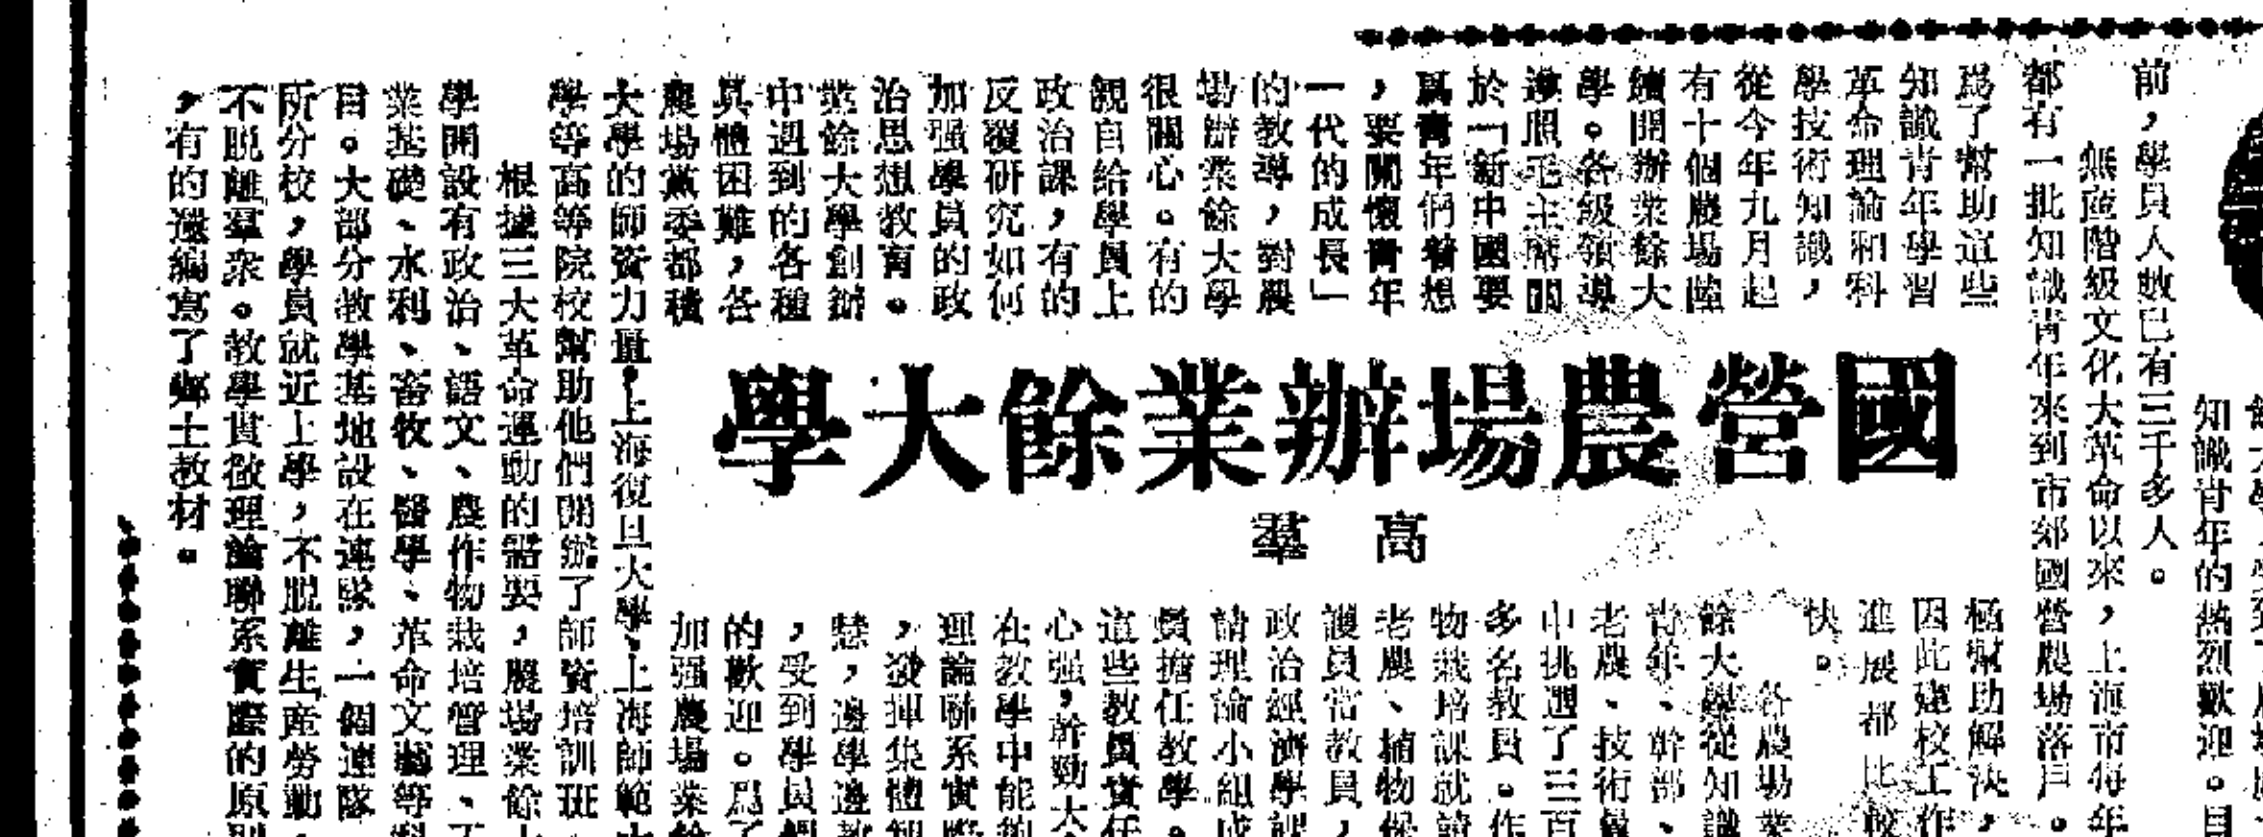 國營農場辦業餘大學
高羣
知識青年的熱烈歡迎。目
前，學員人數已有三千多人。
無產階級文化大革命以來，上海市每年
都有一批知識青年來到市郊國營農場落戶。
爲了幫助這些
知識青年學習
革命理論和科
學技術知識，
從今年九月起
有十個農場陸
續開辦業餘大
學。各級領導
遵照毛主席關
於「新中國要
爲青年們着想
，要關懷青年
一代的成長」
的教導，對農
場辦業餘大學
很關心。有的
親自給學員上
政治課，有的
反覆研究如何
加强學員的政
治思想教育。
業餘大學創辦
中遇到的各種
具體困難，各
農場黨委都積
極幫助解決，
因此建校工作
進展都比較
快。
各農場業
餘大學從知識
青年、幹部、
老農、技術員
中挑選了三百
多名教員。作
物栽培課就請
老農、植物保
護員當教員，
政治經濟學課
請理論小組成
員擔任教學。
這些教員責任
心强，幹勁大
在教學中能夠
理論聯系實際
，發揮集體智
慧，邊學邊教
，受到學員們
的歡迎。爲了
加强農場業餘
大學的師資力量，上海復旦大學、上海師範大
學等高等院校幫助他們開辦了師資培訓班。
根據三大革命運動的需要，農場業餘大
學開設有政治、語文、農作物栽培管理、工
業基礎、水利、畜牧、醫學、革命文藝等科
目。大部分教學基地設在連隊，一個連隊
所分校，學員就近上學，不脫離生產勞動，
不脫離羣衆。教學貫徹理論聯系實際的原則
，有的還編寫了鄉土教材。